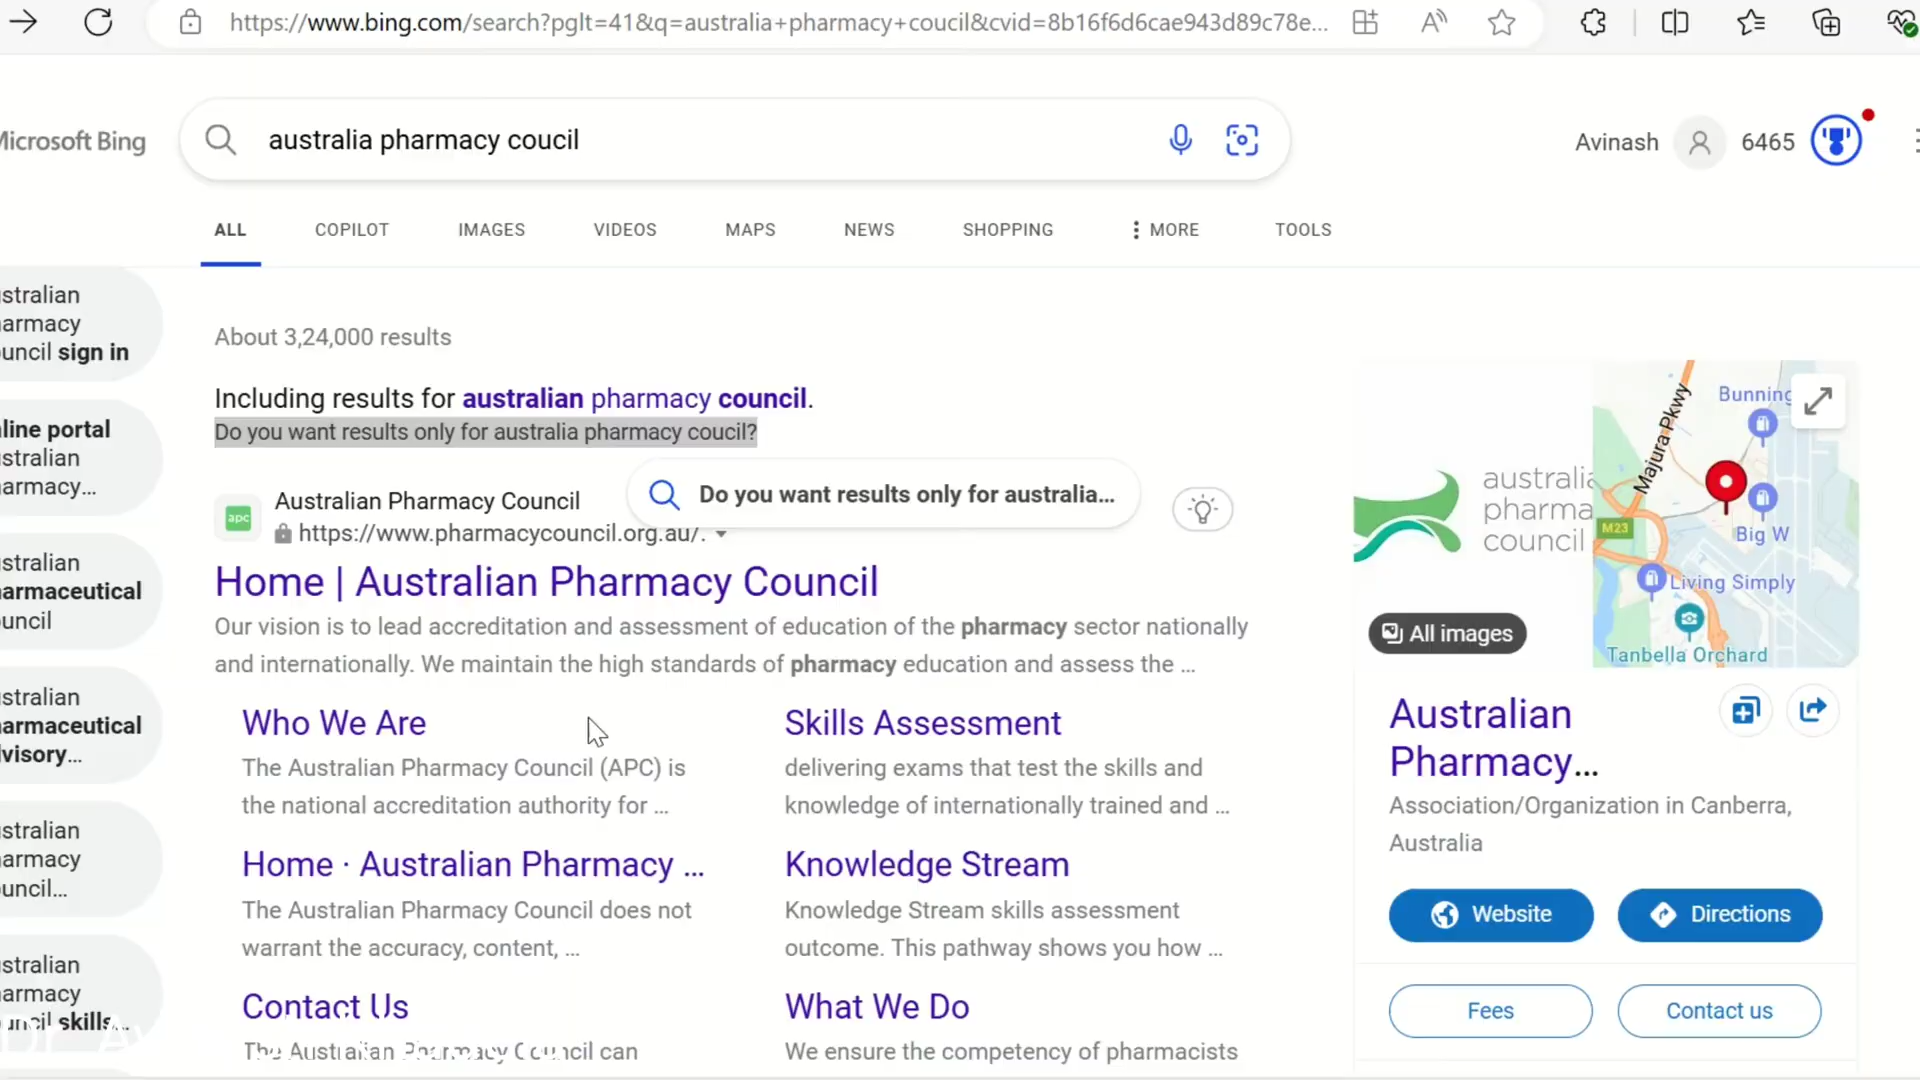 https://www.bing.com/search?pglt=41&q=australia+pharmacy+coucil&cvid=8b16f6d6cae943d89c78e...
Microsoft Bing
australia pharmacy coucil
Avinash
6465
ALL
COPILOT
IMAGES
VIDEOS
MAPS
NEWS
SHOPPING
MORE
TOOLS
stralian
armacy
uncil sign in
line portal
ustralian
armacy...
stralian
armaceutical
uncil
stralian
armaceutical
lvisory...
stralian
armacy
uncil...
stralian
armacy
uncil skills...
About 3,24,000 results
Including results for australian pharmacy council.
Do you want results only for australia pharmacy coucil?
Do you want results only for australia...
apc
Australian Pharmacy Council
https://www.pharmacycouncil.org.au/.
Home | Australian Pharmacy Council
Our vision is to lead accreditation and assessment of education of the pharmacy sector nationally
and internationally. We maintain the high standards of pharmacy education and assess the ...
Who We Are
The Australian Pharmacy Council (APC) is
the national accreditation authority for ...
Skills Assessment
delivering exams that test the skills and
knowledge of internationally trained and ...
Home · Australian Pharmacy ...
The Australian Pharmacy Council does not
warrant the accuracy, content, ...
Knowledge Stream
Knowledge Stream skills assessment
outcome. This pathway shows you how ...
Contact Us
The Australian Pharmacy Council can
What We Do
We ensure the competency of pharmacists
australia
pharma
council
All images
Majura Pkwy
Bunning
M23
Big W
Living Simply
Tanbella Orchard
Australian
Pharmacy...
Association/Organization in Canberra,
Australia
Website
Directions
Fees
Contact us